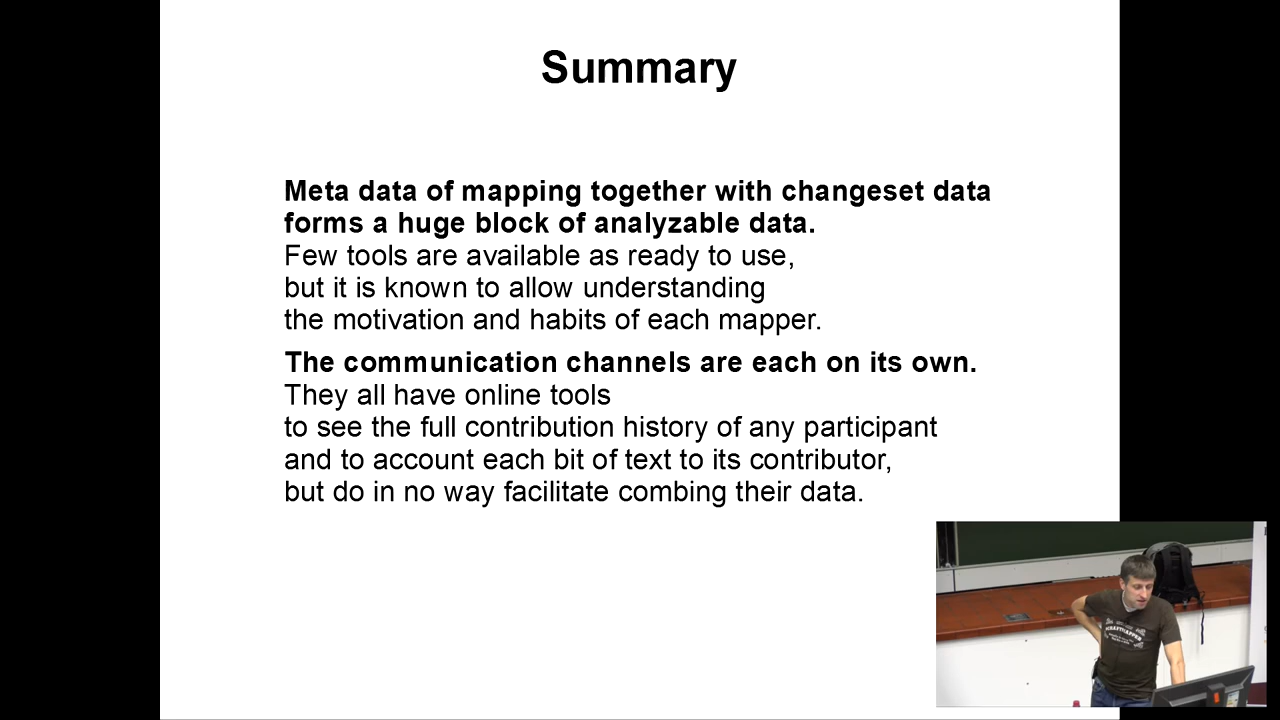 Summary
Meta data of mapping together with changeset data
forms a huge block of analyzable data.
Few tools are available as ready to use,
but it is known to allow understanding
the motivation and habits of each mapper.
The communication channels are each on its own.
They all have online tools
to see the full contribution history of any participant
and to account each bit of text to its contributor,
but do in no way facilitate combing their data.